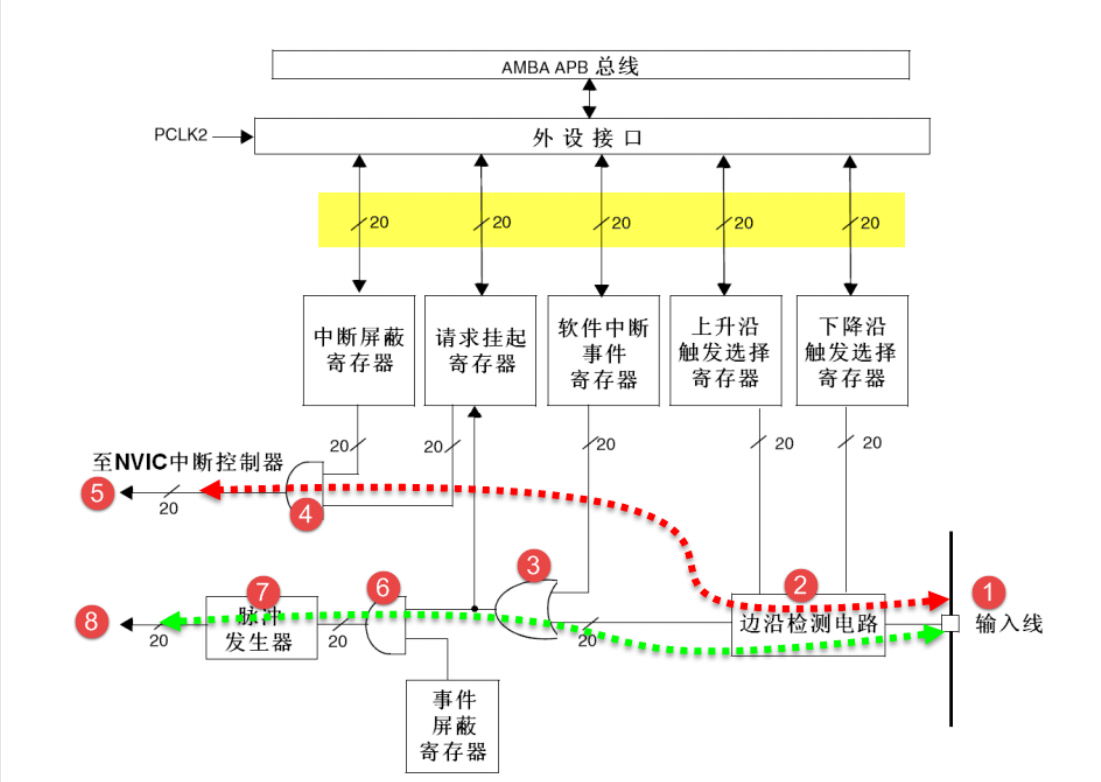 AMBA APB 总线
PCLK2
外设接口
20
20
20
20
20
中断屏蔽
寄存器
请求挂起
寄存器
软件中断
事件
寄存器
上升沿
触发选择
寄存器
下降沿
触发选择
寄存器
20
20
20
20
20
至NVIC中断控制器
5
20
4
3
2
1
6
7
8
20
脉冲
发生器
20
20
边沿检测电路
输入线
事件
屏蔽
寄存器